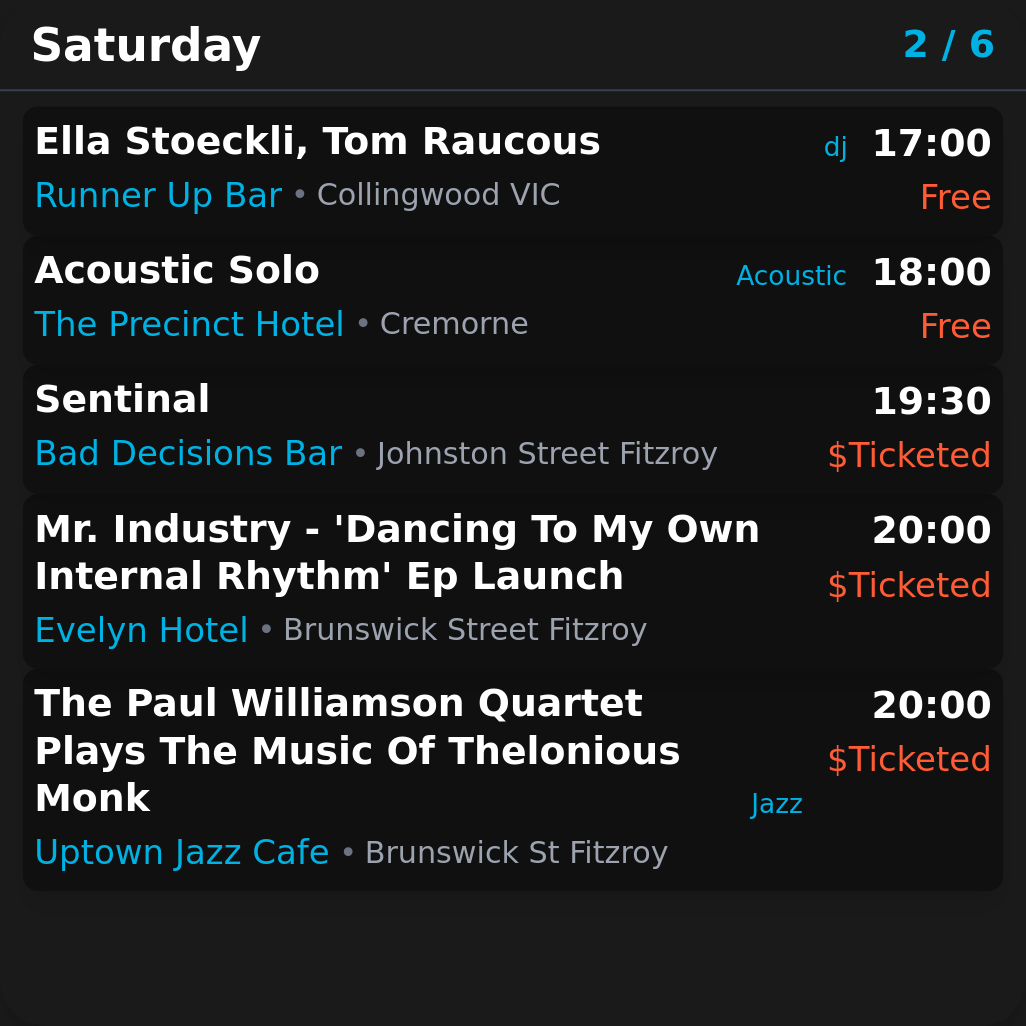 Saturday 2 / 6
Ella Stoeckli, Tom Raucous dj 17:00
Runner Up Bar • Collingwood VIC Free
Acoustic Solo Acoustic 18:00
The Precinct Hotel • Cremorne Free
Sentinal 19:30
Bad Decisions Bar • Johnston Street Fitzroy $Ticketed
Mr. Industry - 'Dancing To My Own 20:00
Internal Rhythm' Ep Launch $Ticketed
Evelyn Hotel • Brunswick Street Fitzroy
The Paul Williamson Quartet 20:00
Plays The Music Of Thelonious $Ticketed
Monk Jazz
Uptown Jazz Cafe • Brunswick St Fitzroy